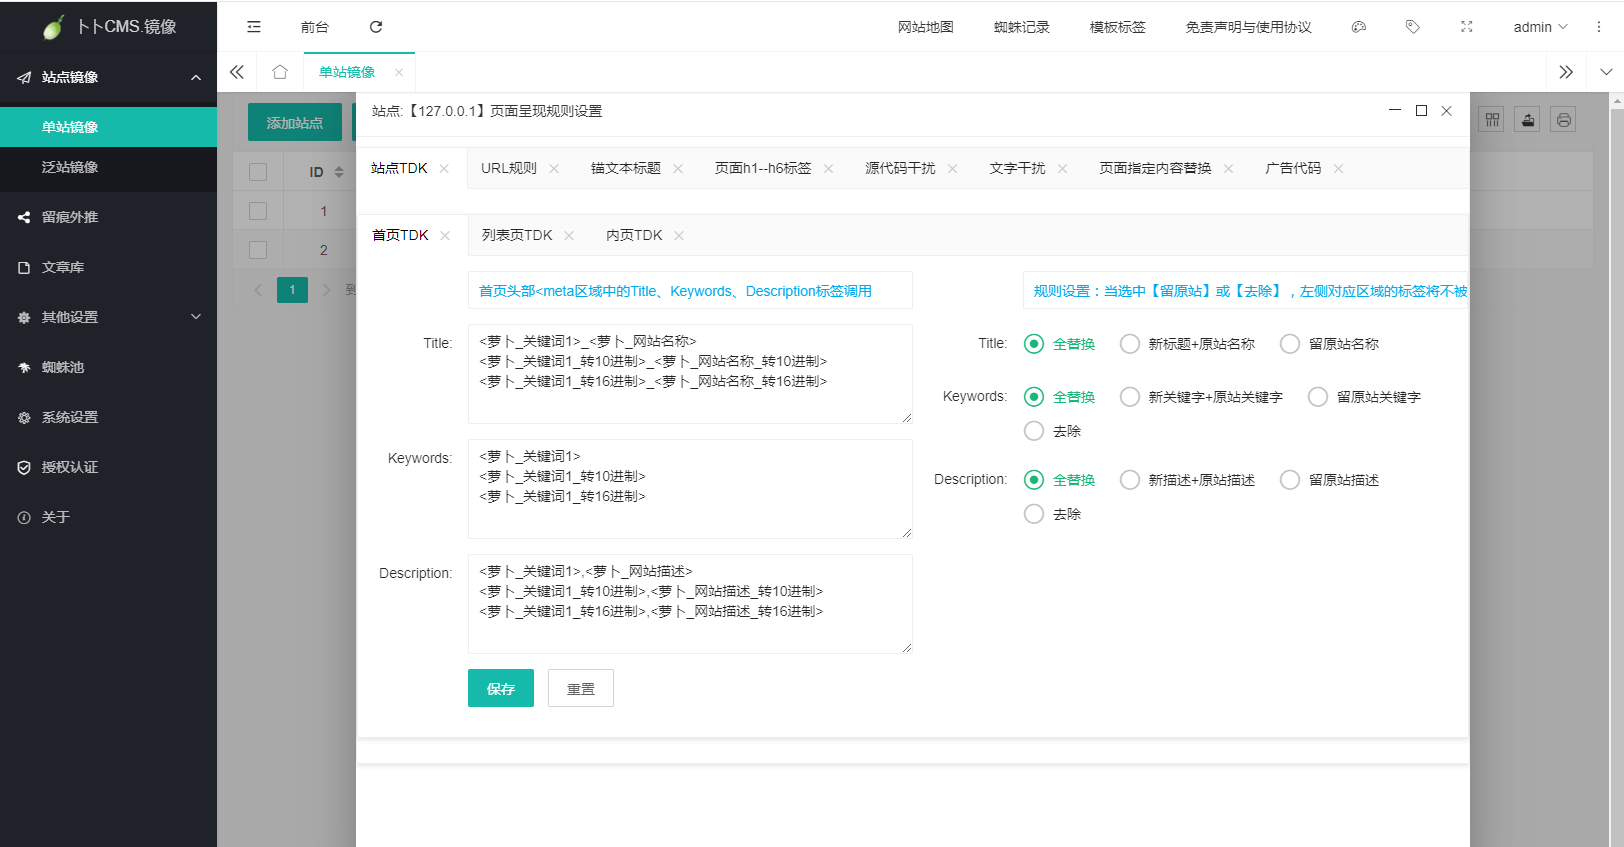 卜卜CMS.镜像
前台
网站地图
蜘蛛记录
模板标签
免责声明与使用协议
admin
站点镜像
单站镜像
泛站镜像
留痕外推
文章库
其他设置
蜘蛛池
系统设置
授权认证
关于
单站镜像
添加站点
ID
1
2
1
到
站点:【127.0.0.1】页面呈现规则设置
站点TDK
URL规则
锚文本标题
页面h1--h6标签
源代码干扰
文字干扰
页面指定内容替换
广告代码
首页TDK
列表页TDK
内页TDK
首页头部<meta区域中的Title、Keywords、Description标签调用
规则设置：当选中【留原站】或【去除】，左侧对应区域的标签将不被
Title:
<萝卜_关键词1>_<萝卜_网站名称>
<萝卜_关键词1_转10进制>_<萝卜_网站名称_转10进制>
<萝卜_关键词1_转16进制>_<萝卜_网站名称_转16进制>
Title:
全替换
新标题+原站名称
留原站名称
Keywords:
全替换
新关键字+原站关键字
留原站关键字
去除
Keywords:
<萝卜_关键词1>
<萝卜_关键词1_转10进制>
<萝卜_关键词1_转16进制>
Description:
全替换
新描述+原站描述
留原站描述
去除
Description:
<萝卜_关键词1>,<萝卜_网站描述>
<萝卜_关键词1_转10进制>,<萝卜_网站描述_转10进制>
<萝卜_关键词1_转16进制>,<萝卜_网站描述_转16进制>
保存
重置